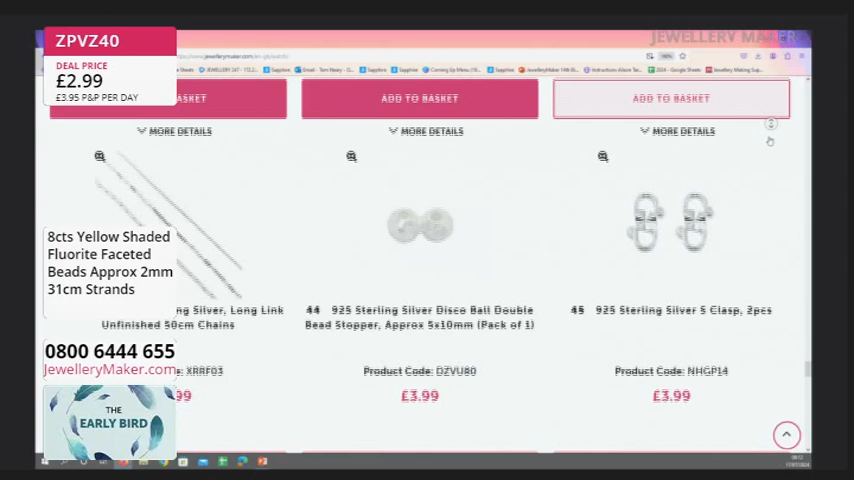 ZPVZ40
DEAL PRICE
£2.99
£3.95 P&P PER DAY
JEWELLERY MAKER
BASKET
ADD TO BASKET
ADD TO BASKET
MORE DETAILS
MORE DETAILS
MORE DETAILS
8cts Yellow Shaded
Fluorite Faceted
Beads Approx 2mm
31cm Strands
ng Silver, Long Link
Unfinished 50cm Chains
44 925 Sterling Silver Disco Ball Double
Bead Stopper, Approx 5x10mm (Pack of 1)
45 925 Sterling Silver S Clasp, 2pcs
XRRF03
Product Code: DZVU80
Product Code: NHGP14
99
£3.99
£3.99
0800 6444 655
JewelleryMaker.com
THE
EARLY BIRD